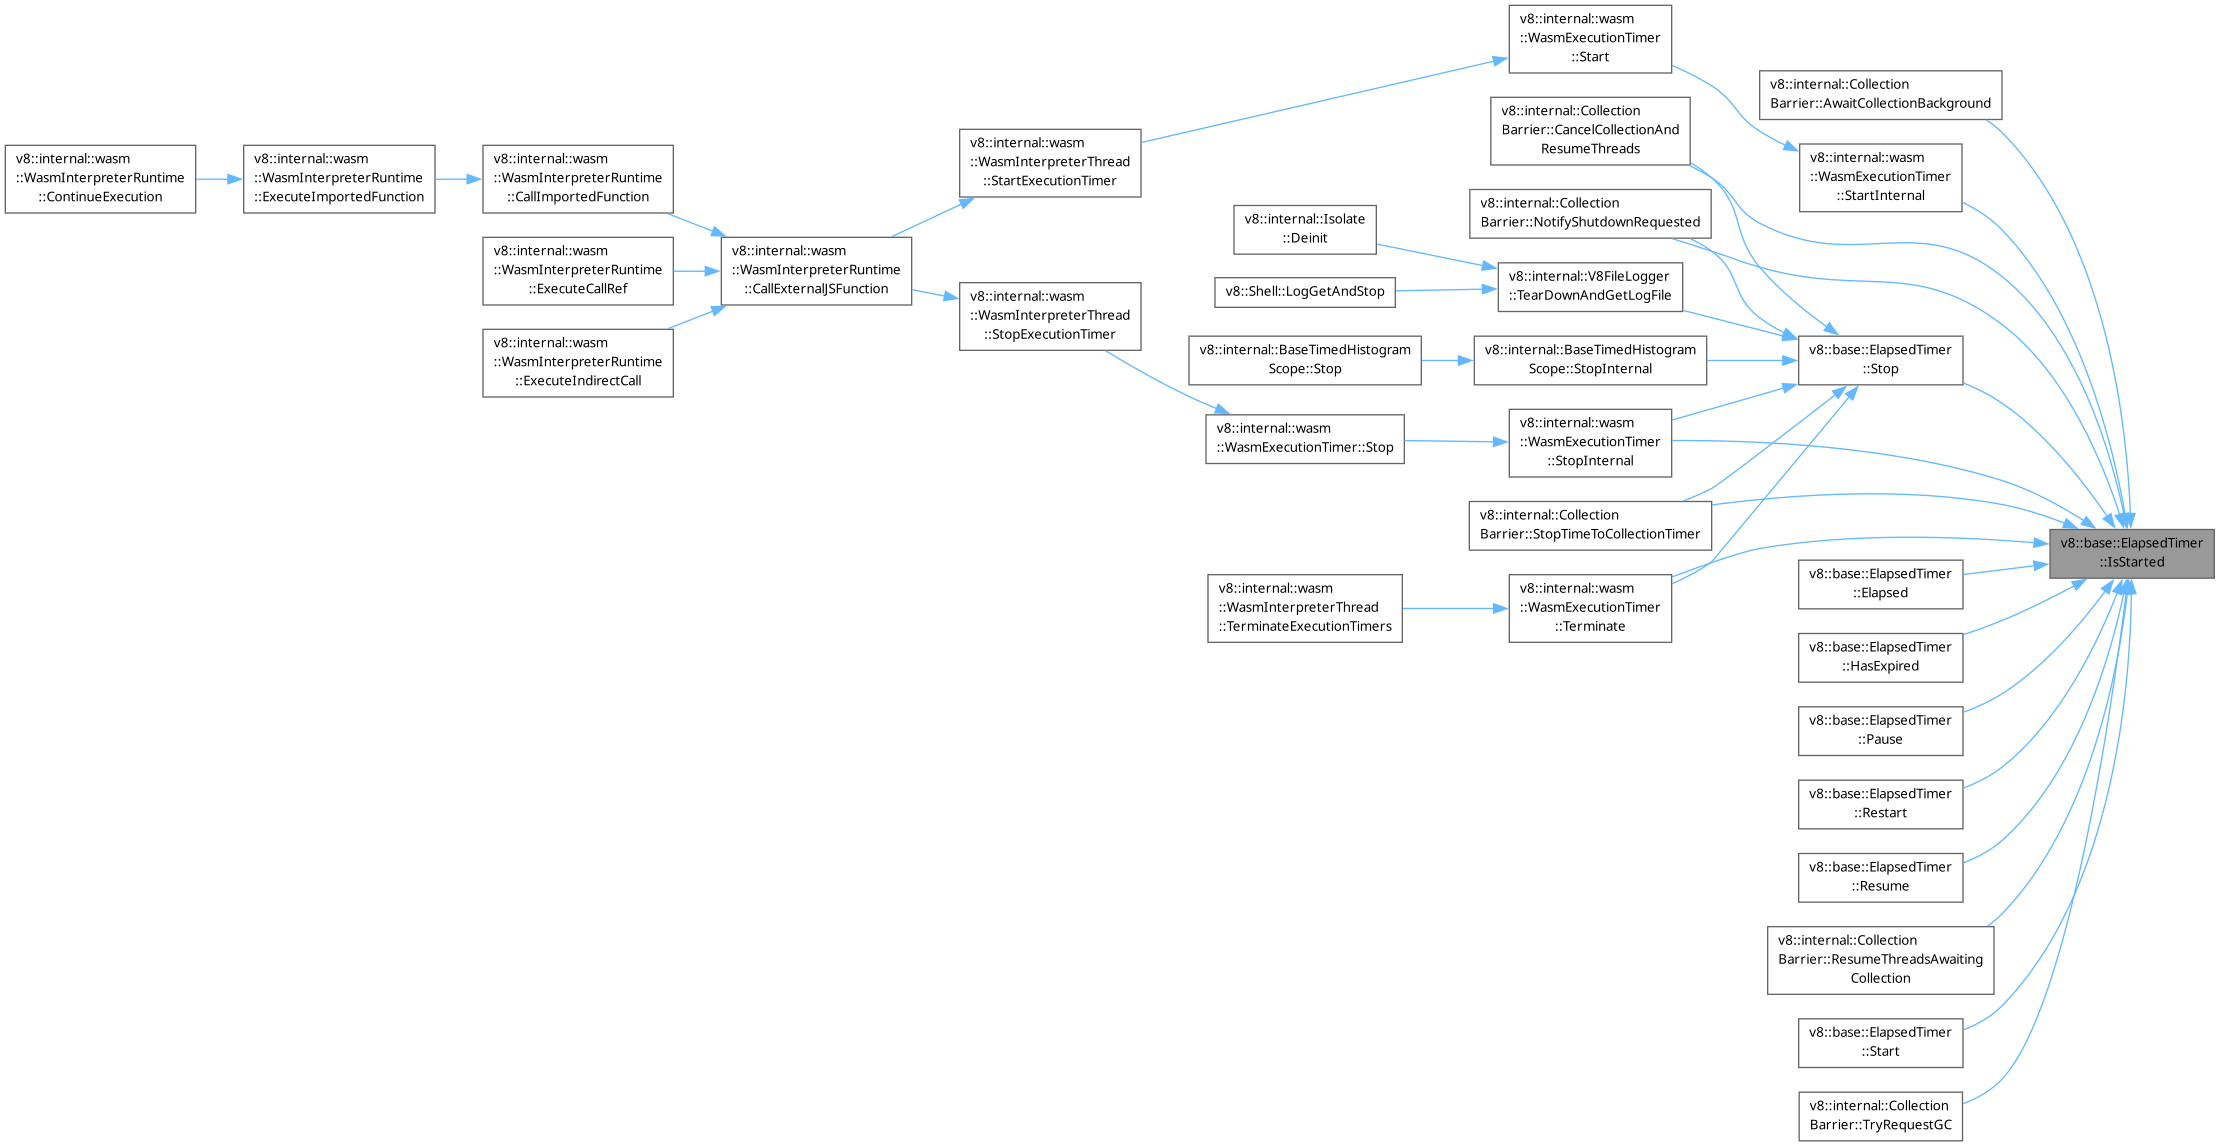 v8::internal::wasm
::WasmExecutionTimer
::Start
v8::internal::Collection
Barrier::AwaitCollectionBackground
v8::internal::Collection
Barrier::CancelCollectionAnd
ResumeThreads
v8::internal::wasm
::WasmInterpreterThread
::StartExecutionTimer
v8::internal::wasm
::WasmInterpreterRuntime
::ContinueExecution
v8::internal::wasm
::WasmInterpreterRuntime
::ExecuteImportedFunction
v8::internal::wasm
::WasmInterpreterRuntime
::CallImportedFunction
v8::internal::wasm
::WasmExecutionTimer
::StartInternal
v8::internal::Collection
Barrier::NotifyShutdownRequested
v8::internal::Isolate
::Deinit
v8::internal::wasm
::WasmInterpreterRuntime
::ExecuteCallRef
v8::internal::wasm
::WasmInterpreterRuntime
::CallExternalJSFunction
v8::internal::V8FileLogger
::TearDownAndGetLogFile
v8::Shell::LogGetAndStop
v8::internal::wasm
::WasmInterpreterThread
::StopExecutionTimer
v8::internal::wasm
::WasmInterpreterRuntime
::ExecuteIndirectCall
v8::internal::BaseTimedHistogram
Scope::Stop
v8::internal::BaseTimedHistogram
Scope::StopInternal
v8::base::ElapsedTimer
::Stop
v8::internal::wasm
::WasmExecutionTimer::Stop
v8::internal::wasm
::WasmExecutionTimer
::StopInternal
v8::internal::Collection
Barrier::StopTimeToCollectionTimer
v8::base::ElapsedTimer
::IsStarted
v8::base::ElapsedTimer
::Elapsed
v8::internal::wasm
::WasmInterpreterThread
::TerminateExecutionTimers
v8::internal::wasm
::WasmExecutionTimer
::Terminate
v8::base::ElapsedTimer
::HasExpired
v8::base::ElapsedTimer
::Pause
v8::base::ElapsedTimer
::Restart
v8::base::ElapsedTimer
::Resume
v8::internal::Collection
Barrier::ResumeThreadsAwaiting
Collection
v8::base::ElapsedTimer
::Start
v8::internal::Collection
Barrier::TryRequestGC